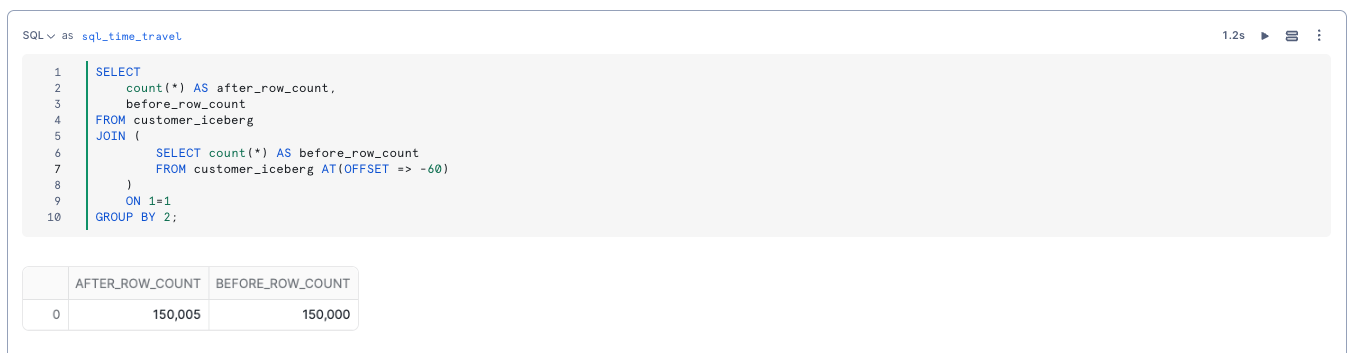 SQL as sql_time_travel 1.2s
1 SELECT
2 count(*) AS after_row_count,
3 before_row_count
4 FROM customer_iceberg
5 JOIN (
6 SELECT count(*) AS before_row_count
7 FROM customer_iceberg AT(OFFSET => -60)
8 )
9 ON 1=1
10 GROUP BY 2;
AFTER_ROW_COUNT BEFORE_ROW_COUNT
0 150,005 150,000